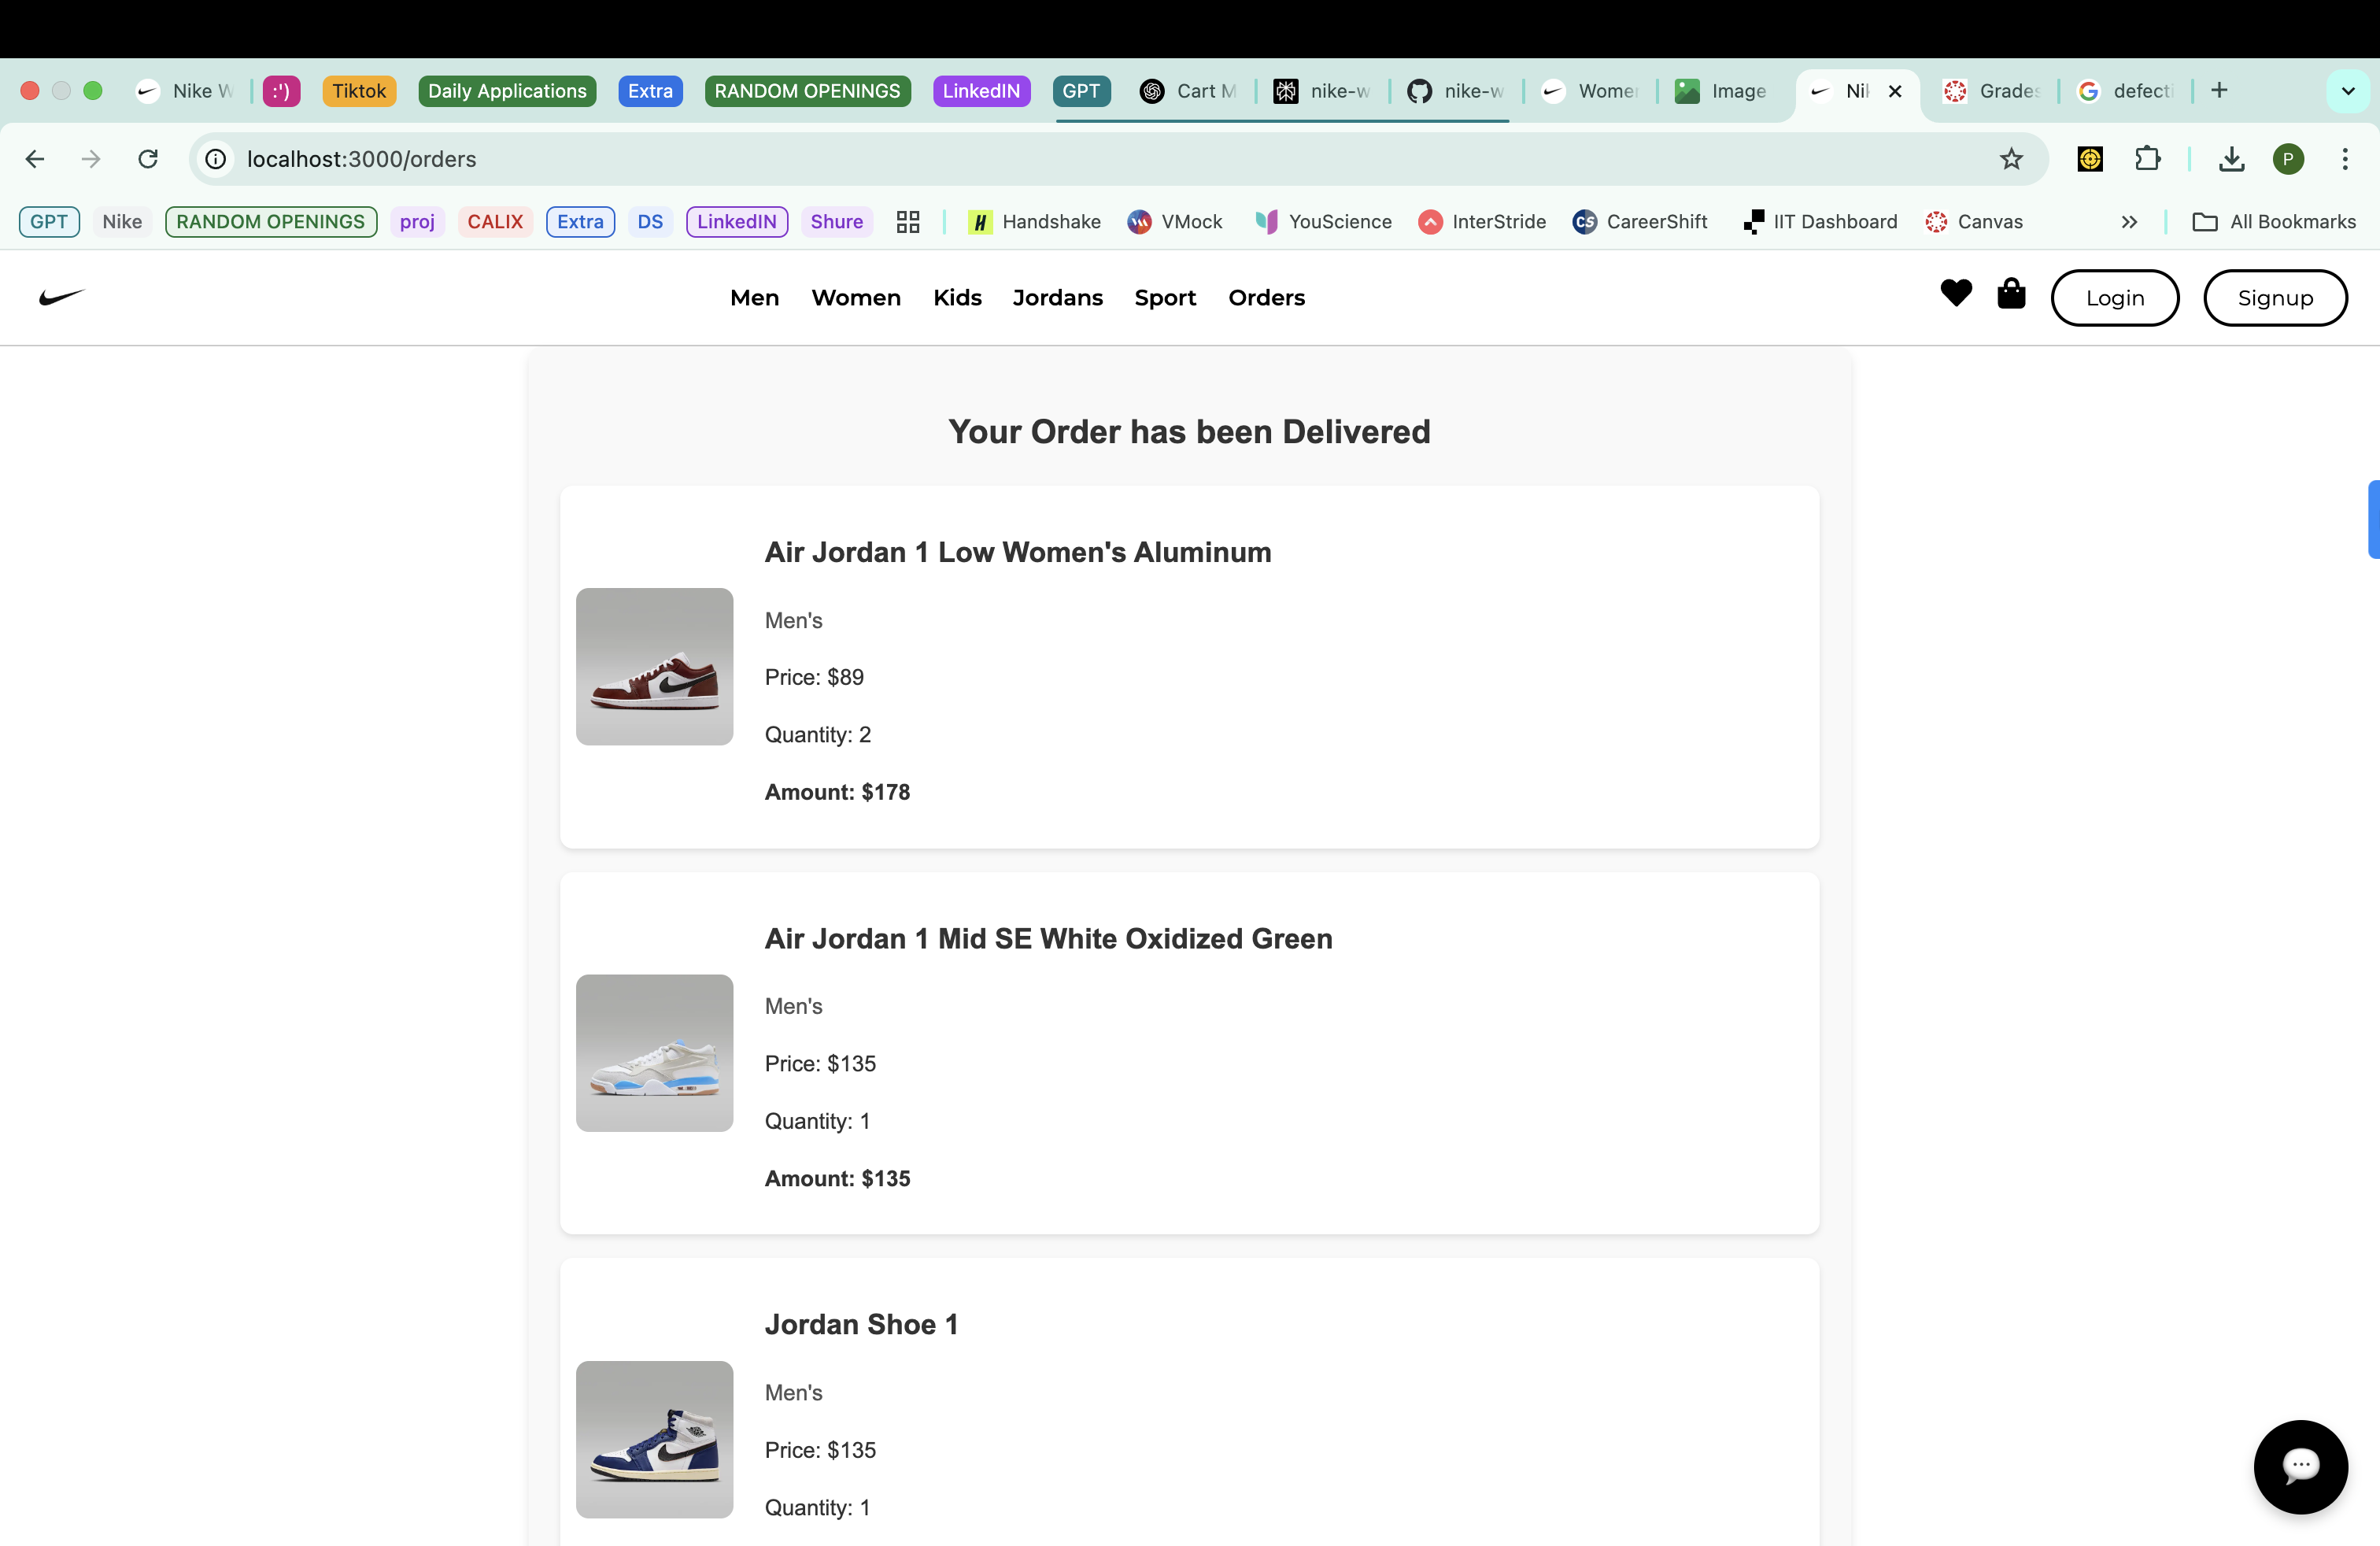 Nike W :') Tiktok Daily Applications Extra RANDOM OPENINGS LinkedIN GPT Cart M nike-w nike-w Women Image Nik Grades defecti
localhost:3000/orders P
GPT Nike RANDOM OPENINGS proj CALIX Extra DS LinkedIN Shure Handshake VMock YouScience InterStride CareerShift IIT Dashboard Canvas All Bookmarks
Men Women Kids Jordans Sport Orders Login Signup
Your Order has been Delivered
Air Jordan 1 Low Women's Aluminum
Men's
Price: $89
Quantity: 2
Amount: $178
Air Jordan 1 Mid SE White Oxidized Green
Men's
Price: $135
Quantity: 1
Amount: $135
Jordan Shoe 1
Men's
Price: $135
Quantity: 1